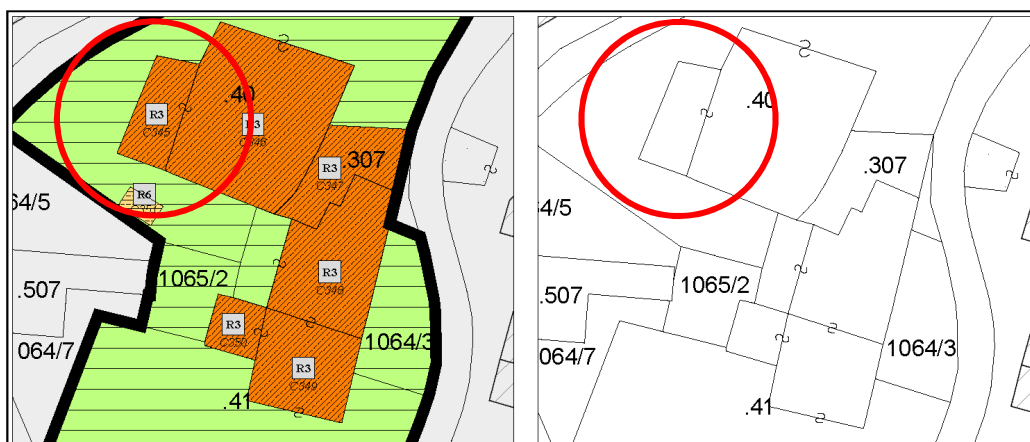 .40
R3
C345
R3
C346
R3
.307
C347
R6
64/5
1065/2
R3
C348
.507
R3
C350
064/7
1064/3
R3
C349
.41
.40
.307
4/5
1065/2
.507
064/7
1064/3
.41